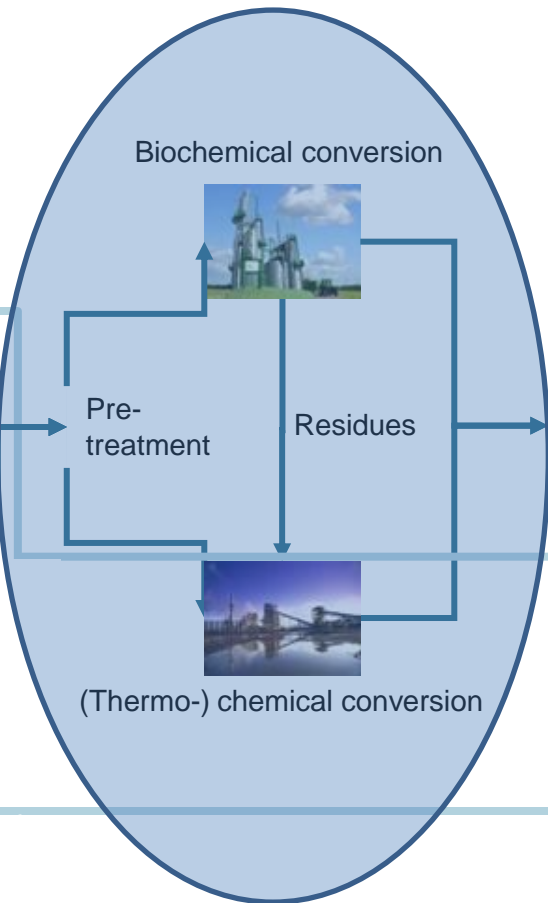 Biochemical conversion
Pre-
treatment
Residues
(Thermo-) chemical conversion